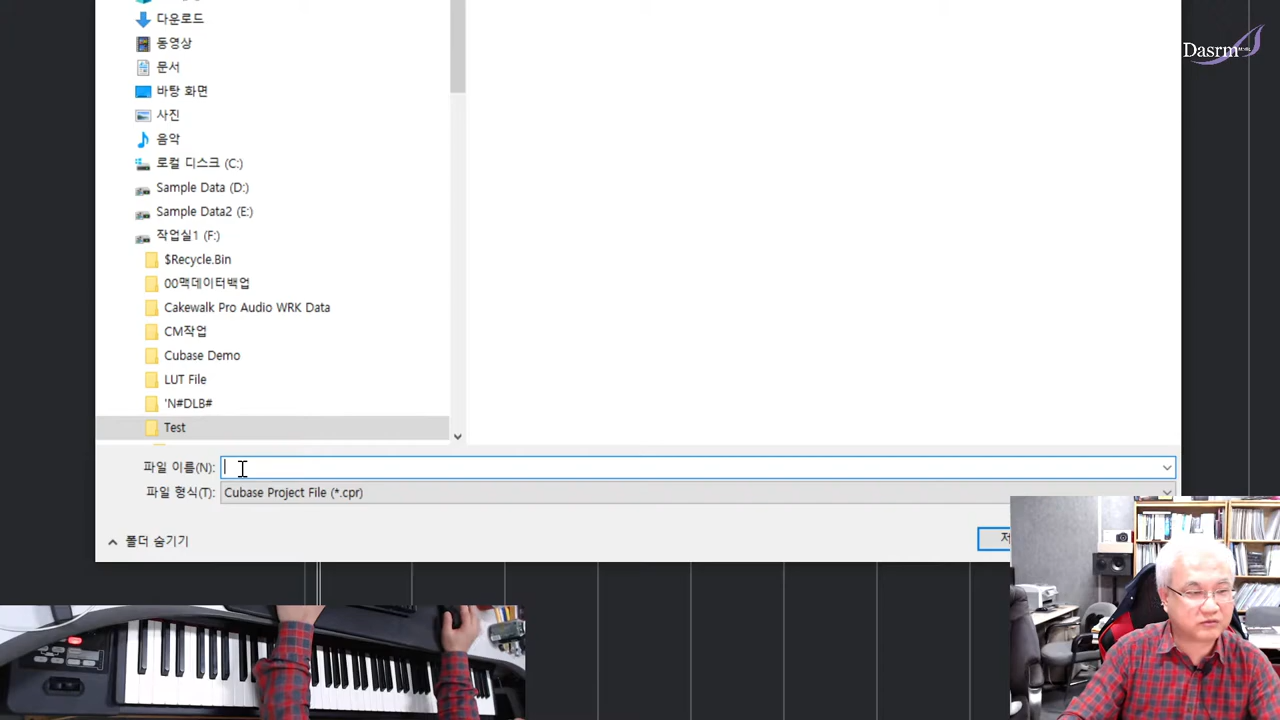 Dasrm
다운로드
동영상
문서
바탕 화면
사진
음악
로컬 디스크 (C:)
Sample Data (D:)
Sample Data2 (E:)
작업실1 (F:)
$Recycle.Bin
00맥데이터백업
Cakewalk Pro Audio WRK Data
CM작업
Cubase Demo
LUT File
'N#DLB#
Test
파일 이름(N):
파일 형식(T): Cubase Project File (*.cpr)
폴더 숨기기